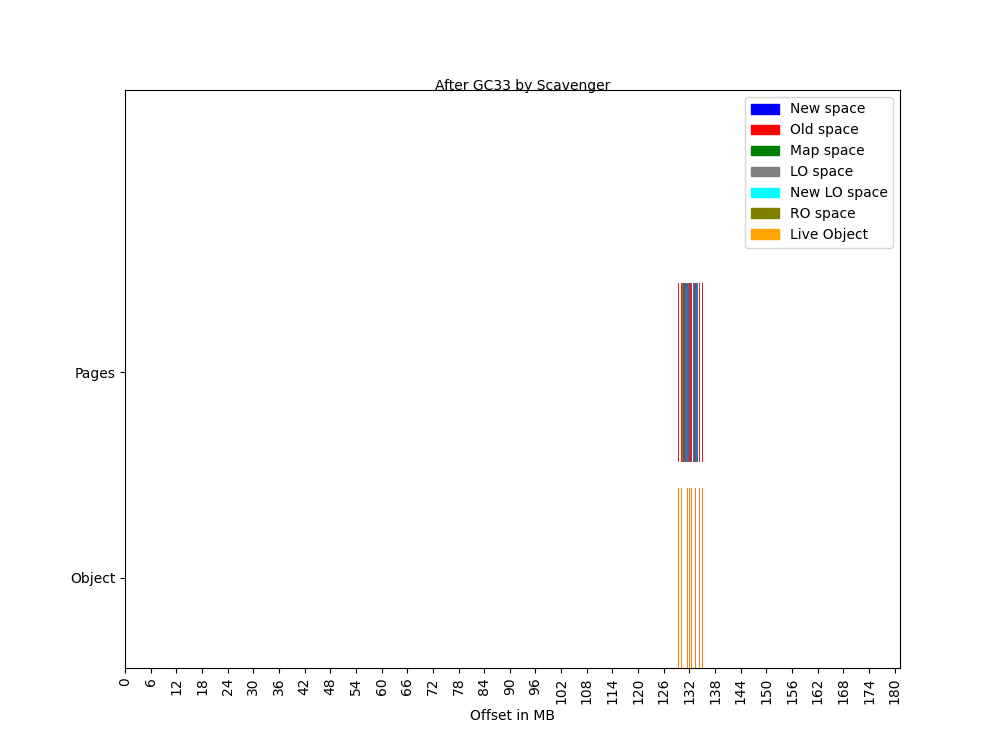 After GC33 by Scavenger
New space
Old space
Map space
LO space
New LO space
RO space
Live Object
Pages
Object
0 6 12 18 24 30 36 42 48 54 60 66 72 78 84 90 96 102 108 114 120 126 132 138 144 150 156 162 168 174 180
Offset in MB